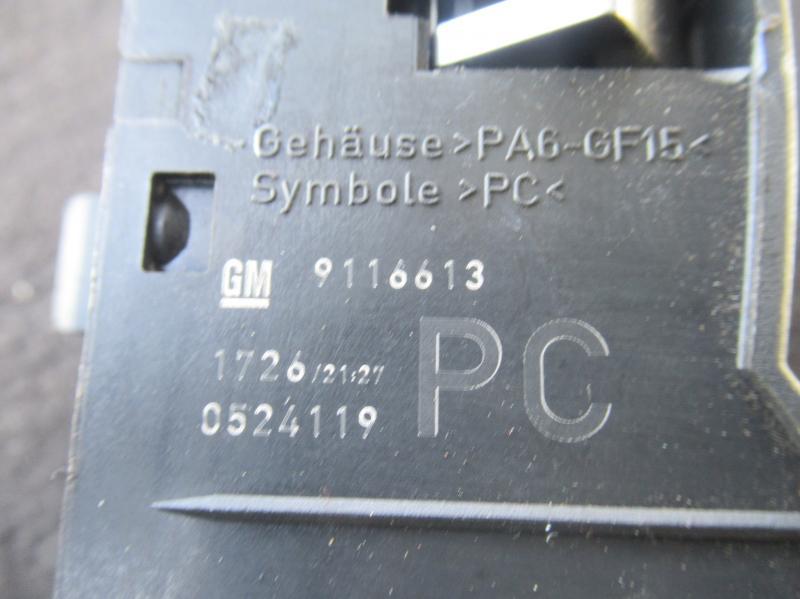 Gehäuse >PA6-GF15<
Symbole >PC<
GM 9116613
1726/21:27
0524119
PC